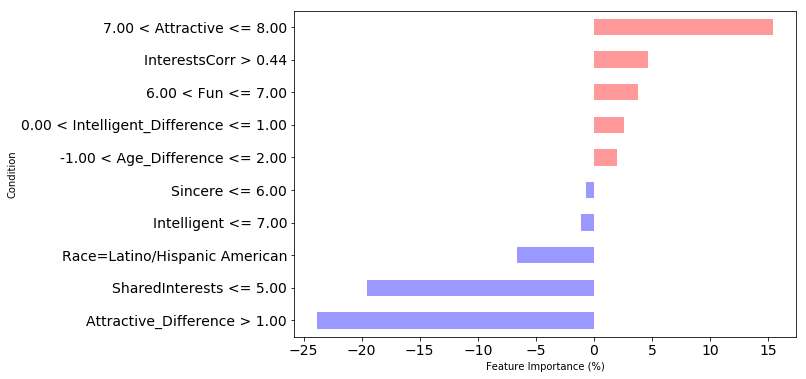 7.00 < Attractive <= 8.00
InterestsCorr > 0.44
6.00 < Fun <= 7.00
0.00 < Intelligent_Difference <= 1.00
-1.00 < Age_Difference <= 2.00
Sincere <= 6.00
Intelligent <= 7.00
Race=Latino/Hispanic American
SharedInterests <= 5.00
Attractive_Difference > 1.00
Condition
−25 −20 −15 −10 −5 0 5 10 15
Feature Importance (%)